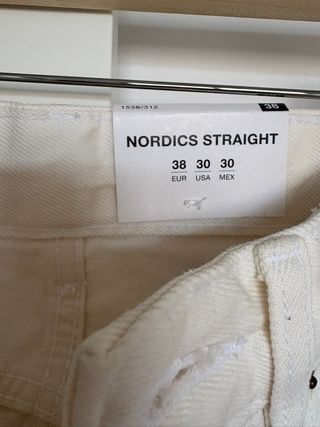 1538/312
38
NORDICS STRAIGHT
38 30 30
EUR USA MEX